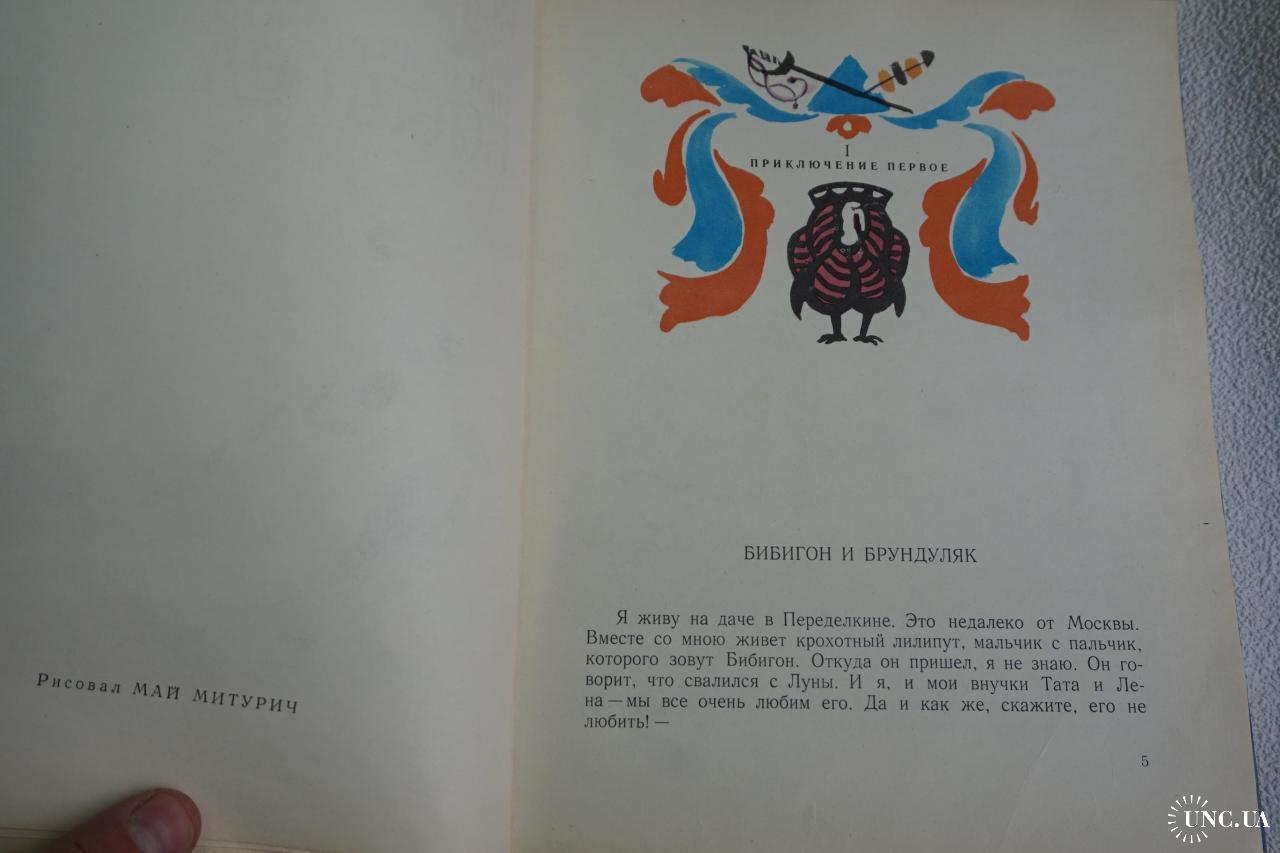 Рисовал МАЙ МИТУРИЧ
I
ПРИКЛЮЧЕНИЕ ПЕРВОЕ
БИБИГОН И БРУНДУЛЯК
Я живу на даче в Переделкине. Это недалеко от Москвы.
Вместе со мною живет крохотный лилипут, мальчик с пальчик,
которого зовут Бибигон. Откуда он пришел, я не знаю. Он го-
ворит, что свалился с Луны. И я, и мои внучки Тата и Ле-
на — мы все очень любим его. Да и как же, скажите, его не
любить! —
5
UNC.UA